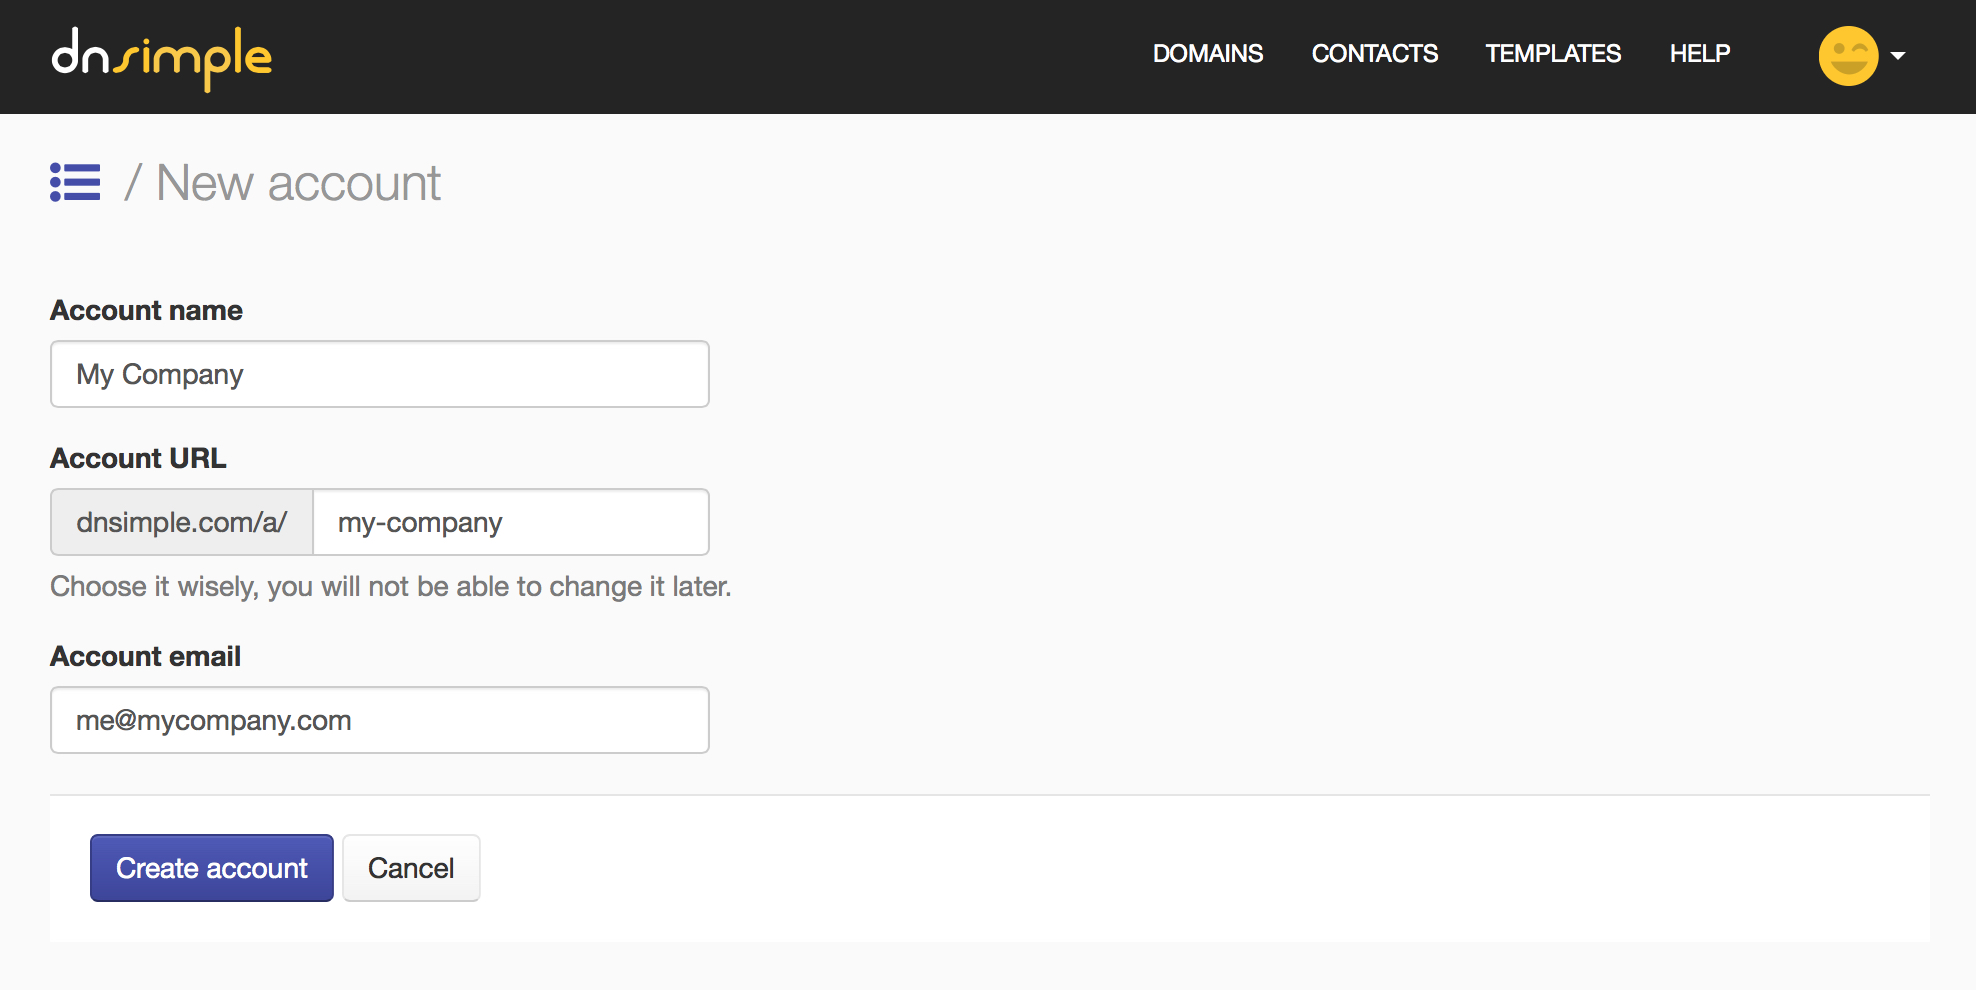 dnsimple DOMAINS CONTACTS TEMPLATES HELP
/ New account
Account name
My Company
Account URL
dnsimple.com/a/ my-company
Choose it wisely, you will not be able to change it later.
Account email
me@mycompany.com
Create account Cancel